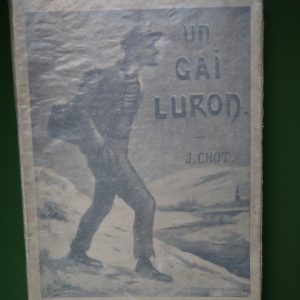 un
GAI
LURON.
J. CHOT.